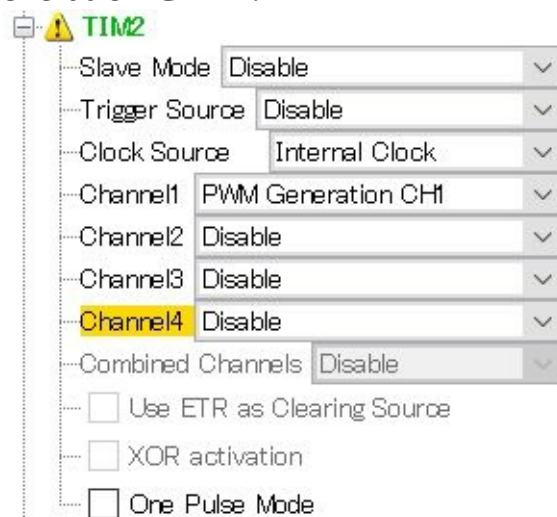 TIM2
Slave Mode Disable
Trigger Source Disable
Clock Source Internal Clock
Channel1 PWM Generation CH1
Channel2 Disable
Channel3 Disable
Channel4 Disable
Combined Channels Disable
Use ETR as Clearing Source
XOR activation
One Pulse Mode